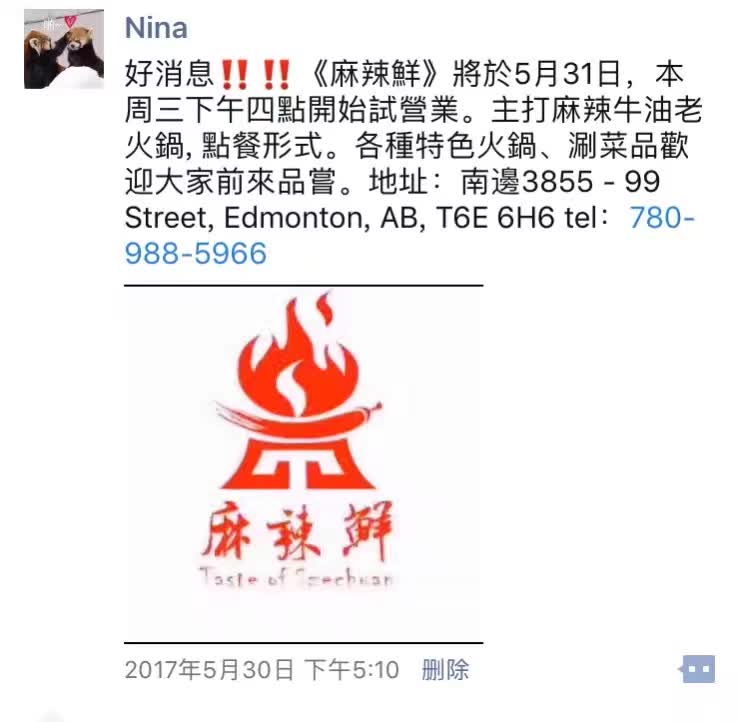 Nina
好消息‼️‼️《麻辣鮮》將於5月31日，本
周三下午四點開始試營業。主打麻辣牛油老
火鍋, 點餐形式。各種特色火鍋、涮菜品歡
迎大家前來品嘗。地址：南邊3855 - 99
Street, Edmonton, AB, T6E 6H6 tel：780-
988-5966
麻辣鮮
Taste of Szechuan
2017年5月30日 下午5:10 删除